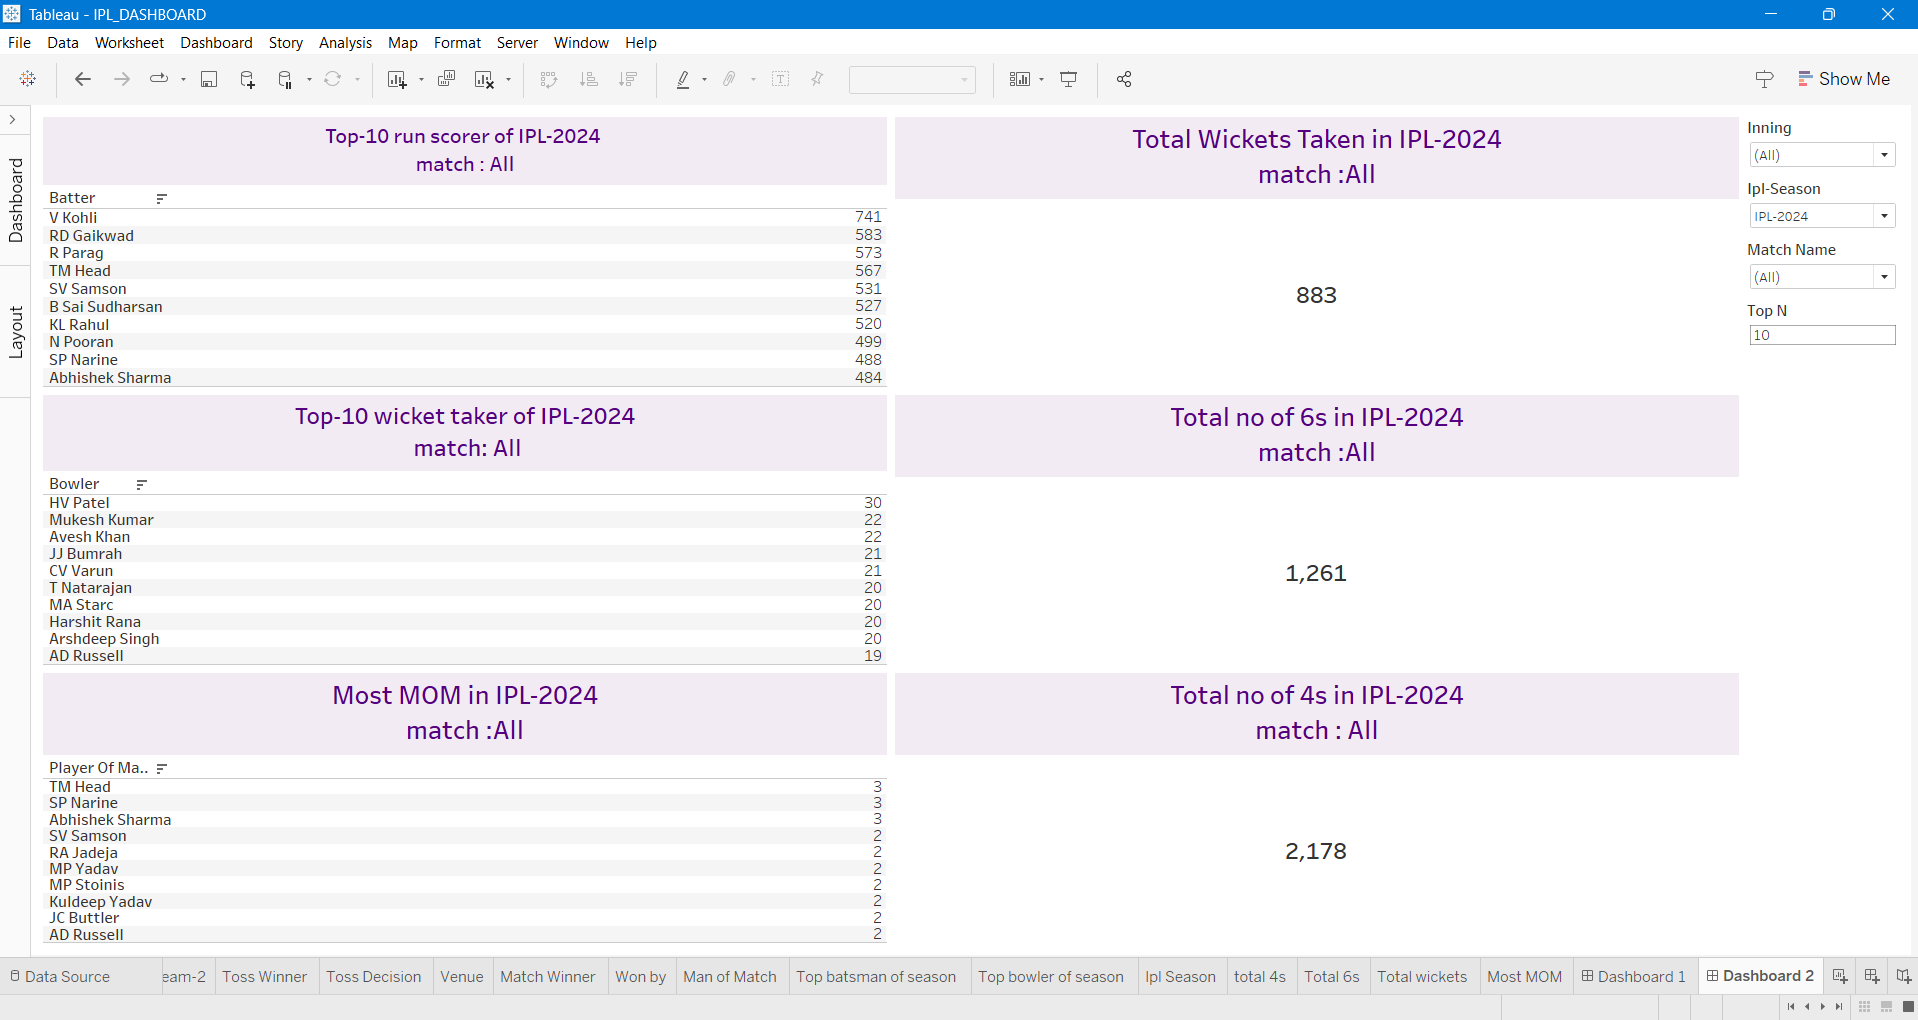 Tableau - IPL_DASHBOARD
File Data Worksheet Dashboard Story Analysis Map Format Server Window Help
Show Me
Dashboard
Layout
Top-10 run scorer of IPL-2024
match : All
Batter
V Kohli 741
RD Gaikwad 583
R Parag 573
TM Head 567
SV Samson 531
B Sai Sudharsan 527
KL Rahul 520
N Pooran 499
SP Narine 488
Abhishek Sharma 484
Top-10 wicket taker of IPL-2024
match: All
Bowler
HV Patel 30
Mukesh Kumar 22
Avesh Khan 22
JJ Bumrah 21
CV Varun 21
T Natarajan 20
MA Starc 20
Harshit Rana 20
Arshdeep Singh 20
AD Russell 19
Most MOM in IPL-2024
match :All
Player Of Ma..
TM Head 3
SP Narine 3
Abhishek Sharma 3
SV Samson 2
RA Jadeja 2
MP Yadav 2
MP Stoinis 2
Kuldeep Yadav 2
JC Buttler 2
AD Russell 2
Total Wickets Taken in IPL-2024
match :All
883
Total no of 6s in IPL-2024
match :All
1,261
Total no of 4s in IPL-2024
match : All
2,178
Inning
(All)
Ipl-Season
IPL-2024
Match Name
(All)
Top N
10
Data Source eam-2 Toss Winner Toss Decision Venue Match Winner Won by Man of Match Top batsman of season Top bowler of season Ipl Season total 4s Total 6s Total wickets Most MOM Dashboard 1 Dashboard 2